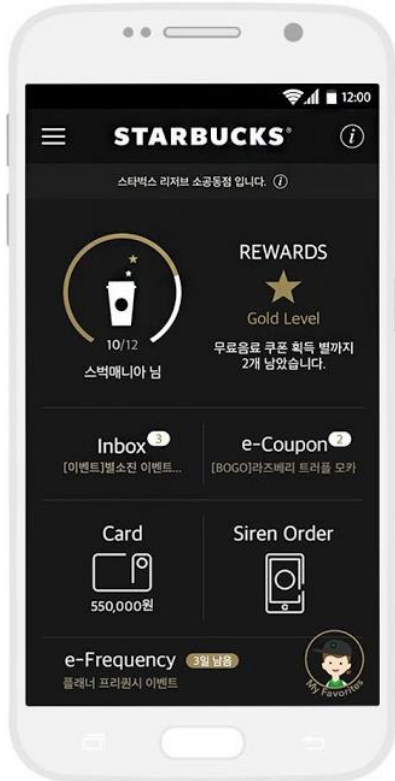 12:00
STARBUCKS®
스타벅스 리저브 소공동점 입니다. i
10/12
스벅매니아 님
REWARDS
Gold Level
무료음료 쿠폰 획득 별까지
2개 남았습니다.
Inbox 3
[이벤트]별소진 이벤트...
e-Coupon 2
[BOGO]라즈베리 트러플 모카
Card
550,000원
Siren Order
e-Frequency 3일 남음
플래너 프리퀀시 이벤트
My Favorites